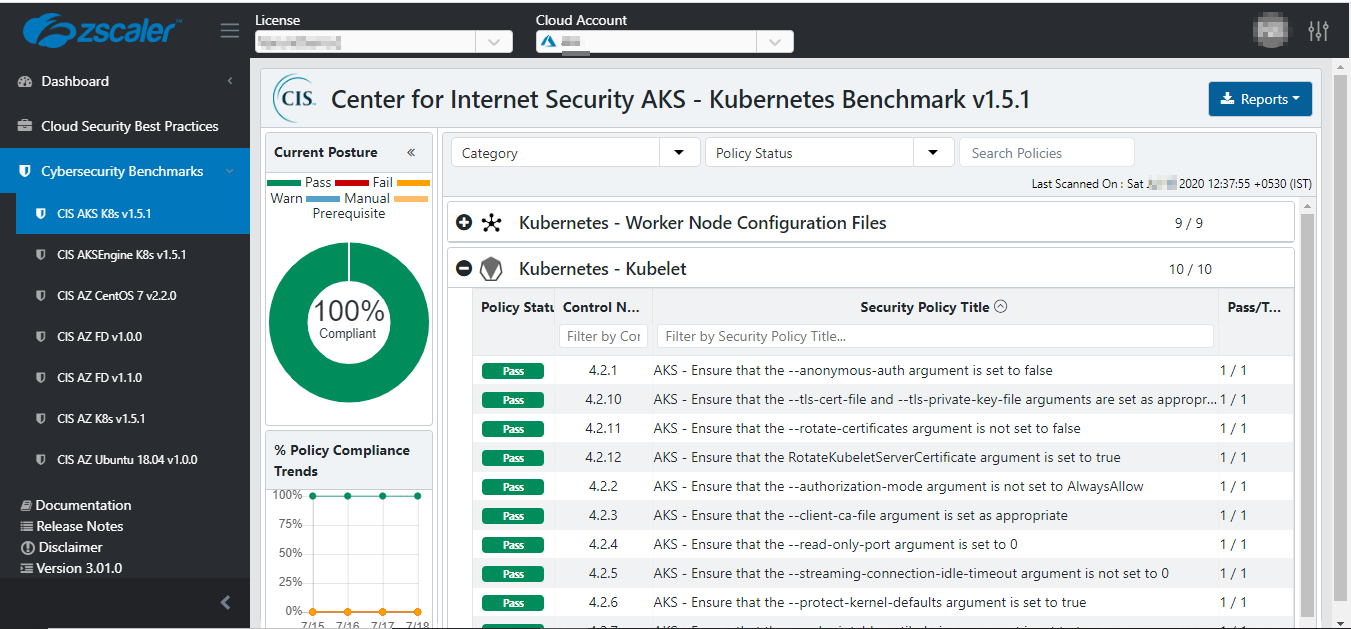 zscaler™
License
Cloud Account
Dashboard
Cloud Security Best Practices
Cybersecurity Benchmarks
CIS AKS K8s v1.5.1
CIS AKSEngine K8s v1.5.1
CIS AZ CentOS 7 v2.2.0
CIS AZ FD v1.0.0
CIS AZ FD v1.1.0
CIS AZ K8s v1.5.1
CIS AZ Ubuntu 18.04 v1.0.0
Documentation
Release Notes
Disclaimer
Version 3.01.0
CIS.
Center for Internet Security AKS - Kubernetes Benchmark v1.5.1
Reports
Current Posture
Pass Fail
Warn Manual
Prerequisite
100%
Compliant
% Policy Compliance
Trends
100%
75%
50%
25%
0%
7/15 7/16 7/17 7/18
Category
Policy Status
Search Policies
Last Scanned On : Sat 2020 12:37:55 +0530 (IST)
Kubernetes - Worker Node Configuration Files 9 / 9
Kubernetes - Kubelet 10 / 10
Policy Statu Control N... Security Policy Title Pass/T...
Filter by Cor Filter by Security Policy Title...
Pass 4.2.1 AKS - Ensure that the --anonymous-auth argument is set to false 1 / 1
Pass 4.2.10 AKS - Ensure that the --tls-cert-file and --tls-private-key-file arguments are set as appropr... 1 / 1
Pass 4.2.11 AKS - Ensure that the --rotate-certificates argument is not set to false 1 / 1
Pass 4.2.12 AKS - Ensure that the RotateKubeletServerCertificate argument is set to true 1 / 1
Pass 4.2.2 AKS - Ensure that the --authorization-mode argument is not set to AlwaysAllow 1 / 1
Pass 4.2.3 AKS - Ensure that the --client-ca-file argument is set as appropriate 1 / 1
Pass 4.2.4 AKS - Ensure that the --read-only-port argument is set to 0 1 / 1
Pass 4.2.5 AKS - Ensure that the --streaming-connection-idle-timeout argument is not set to 0 1 / 1
Pass 4.2.6 AKS - Ensure that the --protect-kernel-defaults argument is set to true 1 / 1